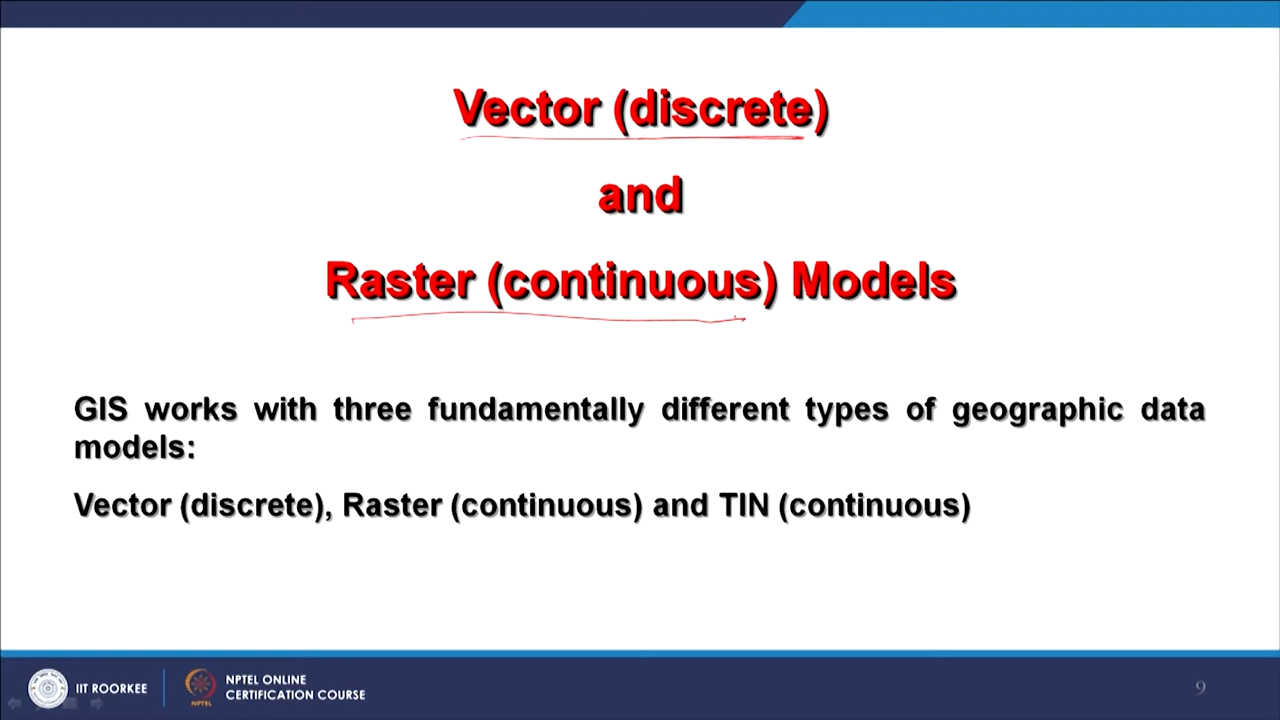 Vector (discrete)
and
Raster (continuous) Models
GIS works with three fundamentally different types of geographic data
models:
Vector (discrete), Raster (continuous) and TIN (continuous)
IIT ROORKEE
NPTEL
NPTEL ONLINE
CERTIFICATION COURSE
9